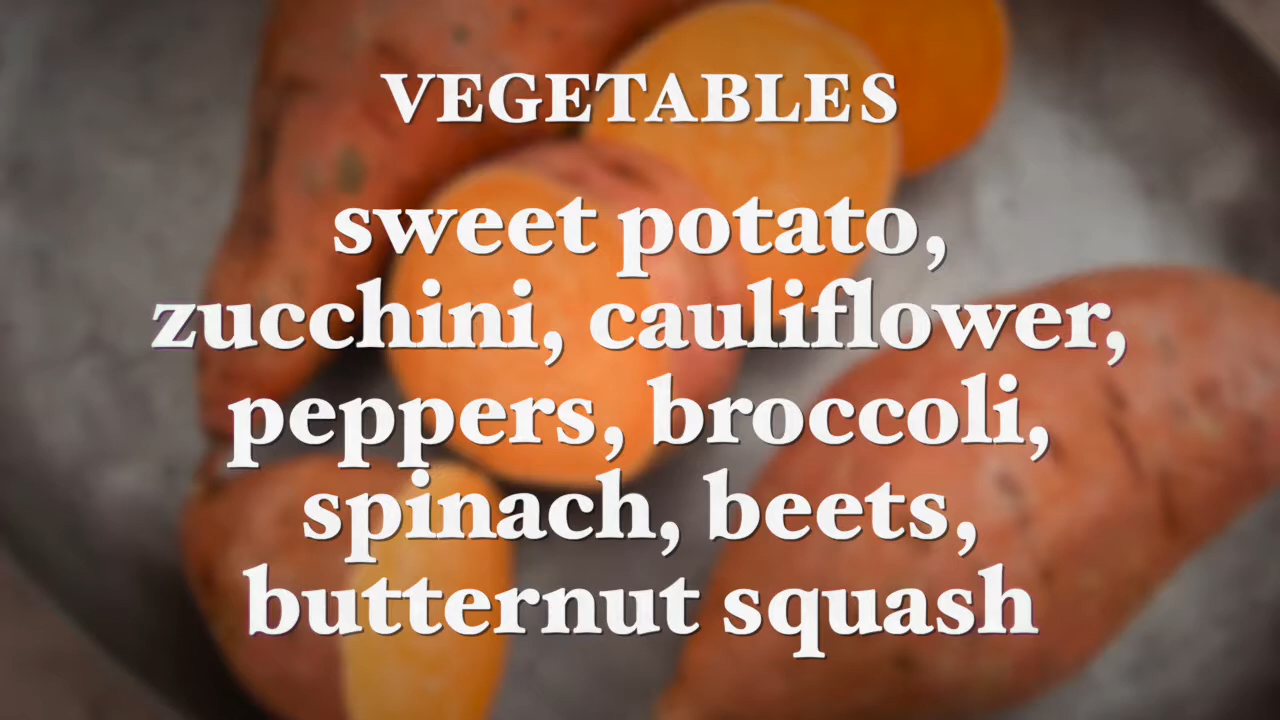 VEGETABLES
sweet potato,
zucchini, cauliflower,
peppers, broccoli,
spinach, beets,
butternut squash